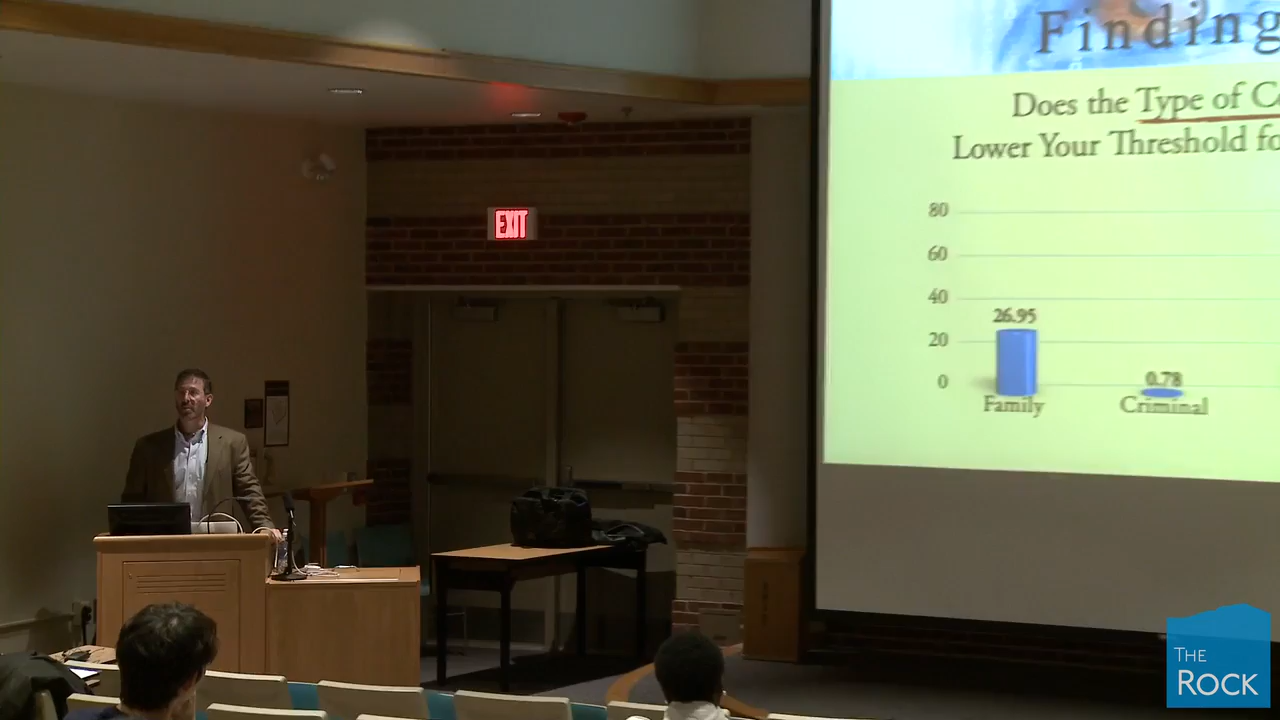 Finding
Does the Type of C
Lower Your Threshold fo
80
60
40
20
0
26.95
0.78
Family
Criminal
EXIT
THE
ROCK